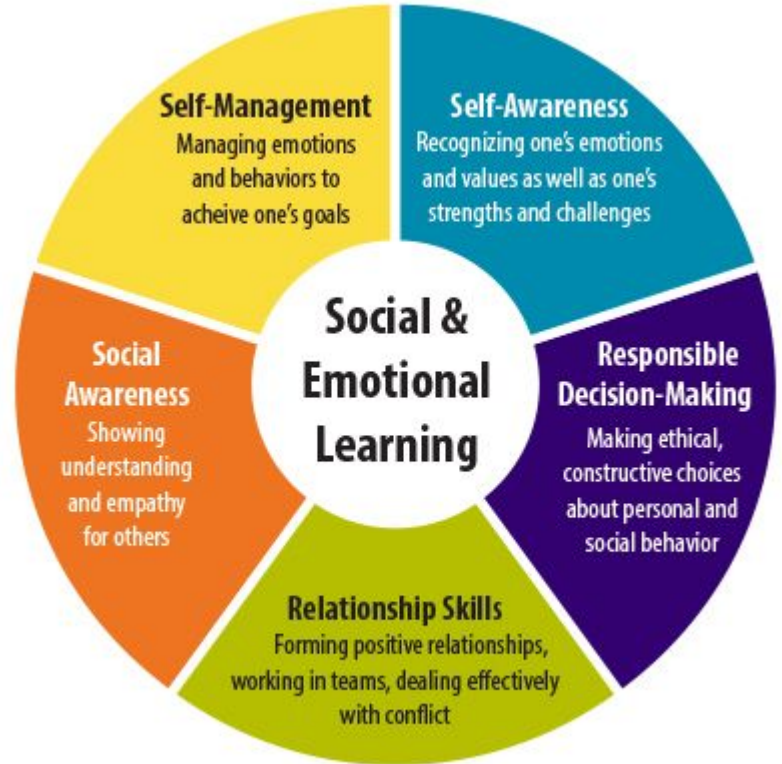 Self-Management
Managing emotions
and behaviors to
acheive one's goals
Self-Awareness
Recognizing one's emotions
and values as well as one's
strengths and challenges
Social &
Emotional
Learning
Social
Awareness
Showing
understanding
and empathy
for others
Responsible
Decision-Making
Making ethical,
constructive choices
about personal and
social behavior
Relationship Skills
Forming positive relationships,
working in teams, dealing effectively
with conflict